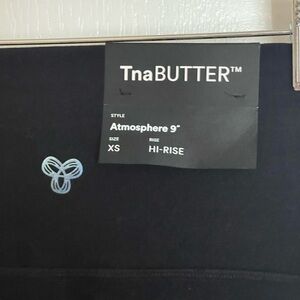 TnaBUTTER™
STYLE
Atmosphere 9"
SIZE RISE
XS HI-RISE